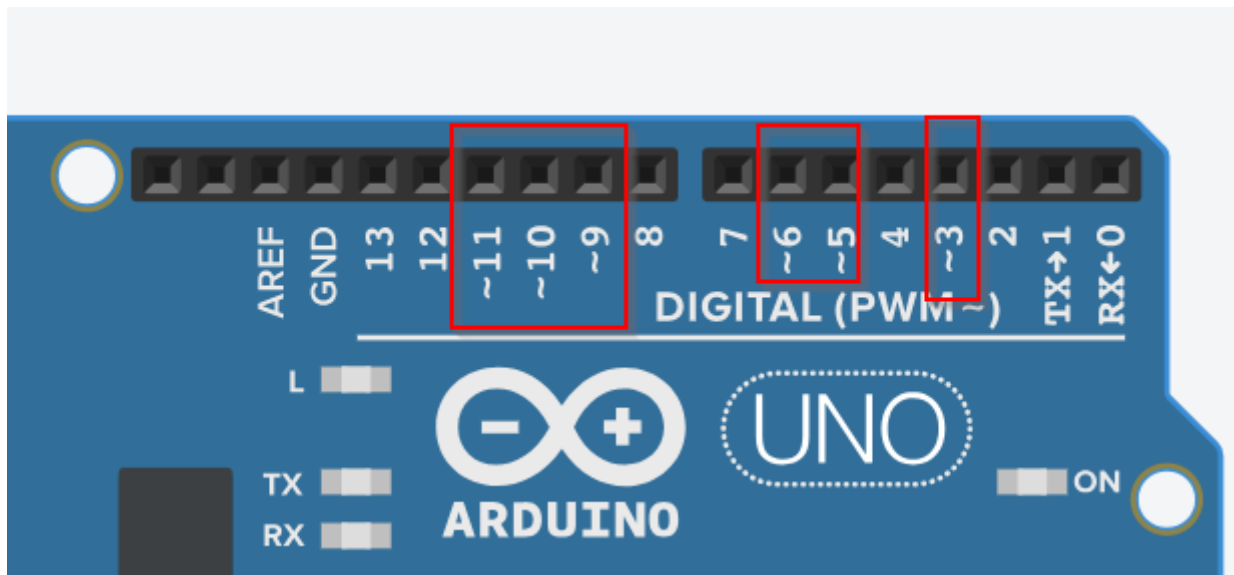 AREF GND 13 12 ~11 ~10 ~9 8 7 ~6 ~5 4 ~3 2 TX→1 RX←0
DIGITAL (PWM~)
L
UNO
TX
ON
RX
ARDUINO